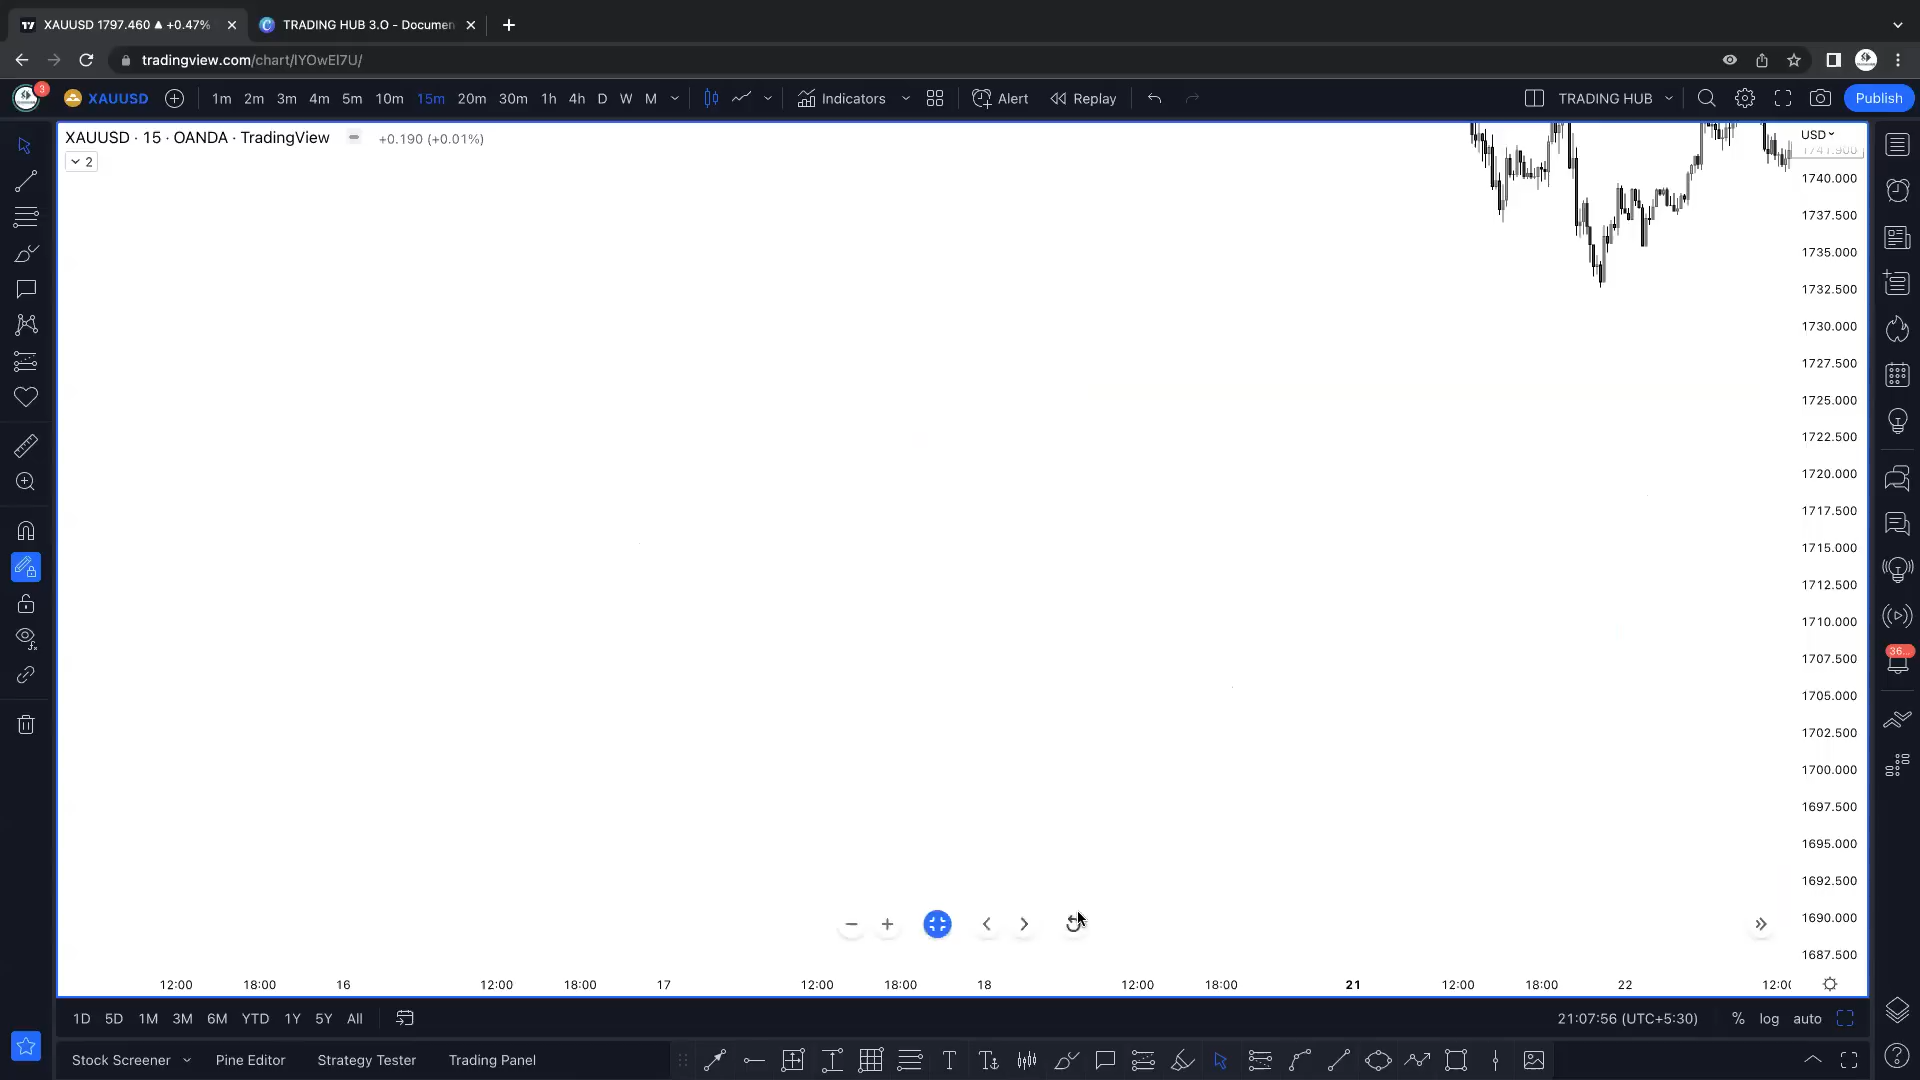 XAUUSD 1797.460 ▲ +0.47%
TRADING HUB 3.O - Documen
tradingview.com/chart/IYOwEI7U/
3
XAUUSD 1m 2m 3m 4m 5m 10m 15m 20m 30m 1h 4h D W M Indicators Alert Replay TRADING HUB Publish
XAUUSD · 15 · OANDA · TradingView +0.190 (+0.01%)
2
USD
1741.900
1740.000
1737.500
1735.000
1732.500
1730.000
1727.500
1725.000
1722.500
1720.000
1717.500
1715.000
1712.500
1710.000
1707.500
1705.000
1702.500
1700.000
1697.500
1695.000
1692.500
1690.000
1687.500
36...
12:00 18:00 16 12:00 18:00 17 12:00 18:00 18 12:00 18:00 21 12:00 18:00 22 12:00
1D 5D 1M 3M 6M YTD 1Y 5Y All 21:07:56 (UTC+5:30) % log auto
Stock Screener Pine Editor Strategy Tester Trading Panel